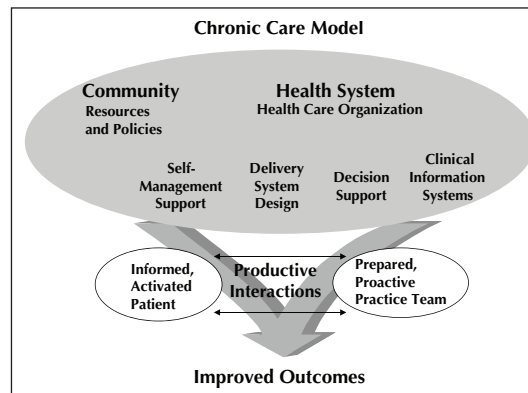 Chronic Care Model
Community
Resources
and Policies
Health System
Health Care Organization
Self-
Management
Support
Delivery
System
Design
Decision
Support
Clinical
Information
Systems
Informed,
Activated
Patient
Productive
Interactions
Prepared,
Proactive
Practice Team
Improved Outcomes